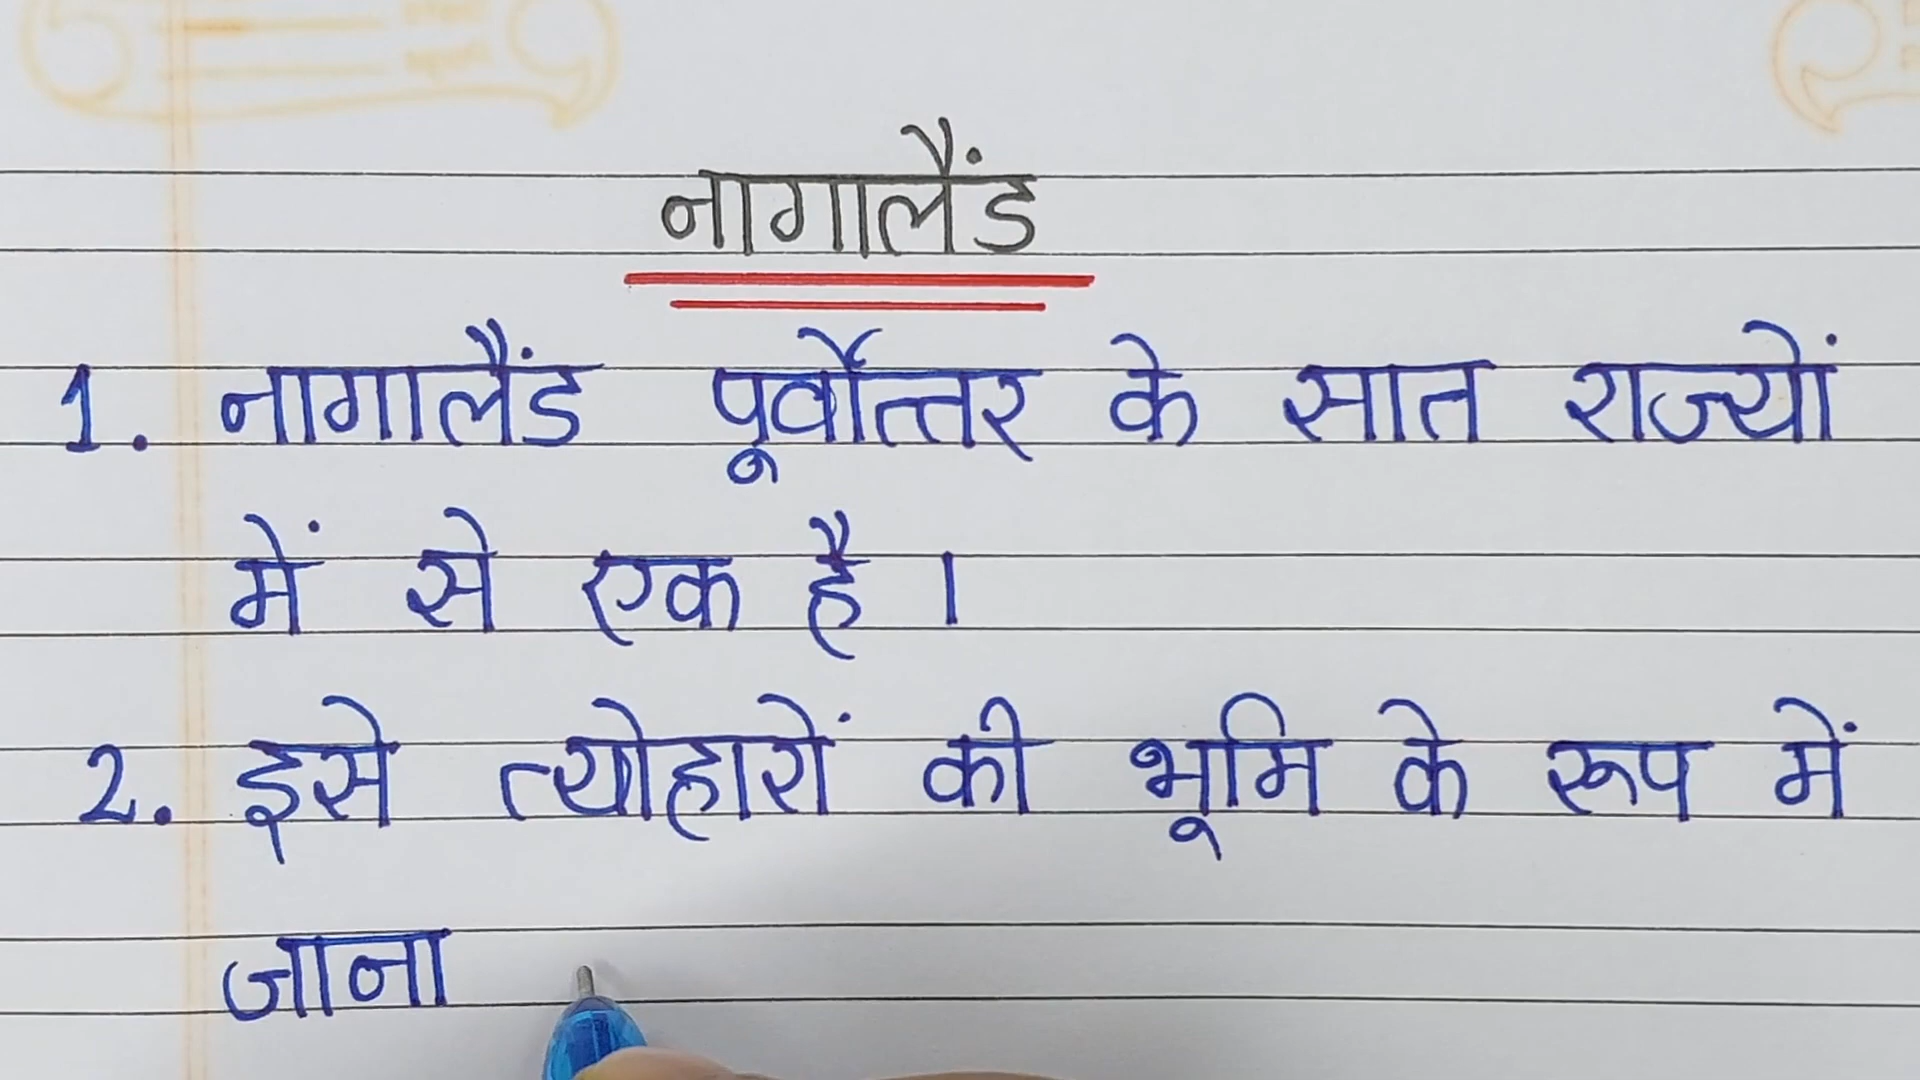 नागालैंड
1. नागालैंड पूर्वोत्तर के सात राज्यों
में से एक है।
2. इसे त्योहारों की भूमि के रूप में
जाना